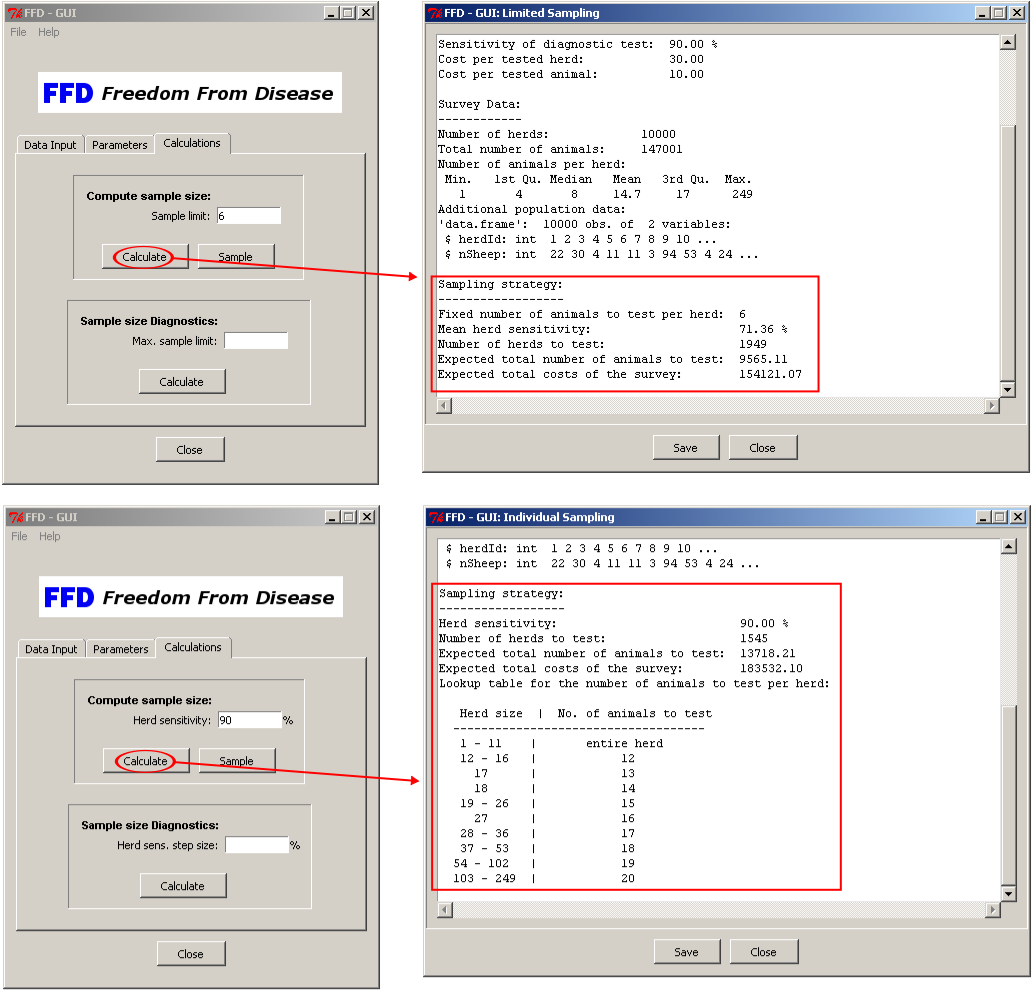 FFD - GUI
File Help
FFD Freedom From Disease
Data Input Parameters Calculations
Compute sample size:
Sample limit: 6
Calculate Sample
Sample size Diagnostics:
Max. sample limit:
Calculate
Close
FFD - GUI: Limited Sampling
Sensitivity of diagnostic test: 90.00 %
Cost per tested herd: 30.00
Cost per tested animal: 10.00
Survey Data:
------------
Number of herds: 10000
Total number of animals: 147001
Number of animals per herd:
Min. 1st Qu. Median Mean 3rd Qu. Max.
1 4 8 14.7 17 249
Additional population data:
'data.frame': 10000 obs. of 2 variables:
$ herdId: int 1 2 3 4 5 6 7 8 9 10 ...
$ nSheep: int 22 30 4 11 11 3 94 53 4 24 ...
Sampling strategy:
------------------
Fixed number of animals to test per herd: 6
Mean herd sensitivity: 71.36 %
Number of herds to test: 1949
Expected total number of animals to test: 9565.11
Expected total costs of the survey: 154121.07
Save Close
FFD - GUI
File Help
FFD Freedom From Disease
Data Input Parameters Calculations
Compute sample size:
Herd sensitivity: 90 %
Calculate Sample
Sample size Diagnostics:
Herd sens. step size: %
Calculate
Close
FFD - GUI: Individual Sampling
$ herdId: int 1 2 3 4 5 6 7 8 9 10 ...
$ nSheep: int 22 30 4 11 11 3 94 53 4 24 ...
Sampling strategy:
------------------
Herd sensitivity: 90.00 %
Number of herds to test: 1545
Expected total number of animals to test: 13718.21
Expected total costs of the survey: 183532.10
Lookup table for the number of animals to test per herd:
Herd size | No. of animals to test
------------------------------------
1 - 11 | entire herd
12 - 16 | 12
17 | 13
18 | 14
19 - 26 | 15
27 | 16
28 - 36 | 17
37 - 53 | 18
54 - 102 | 19
103 - 249 | 20
Save Close